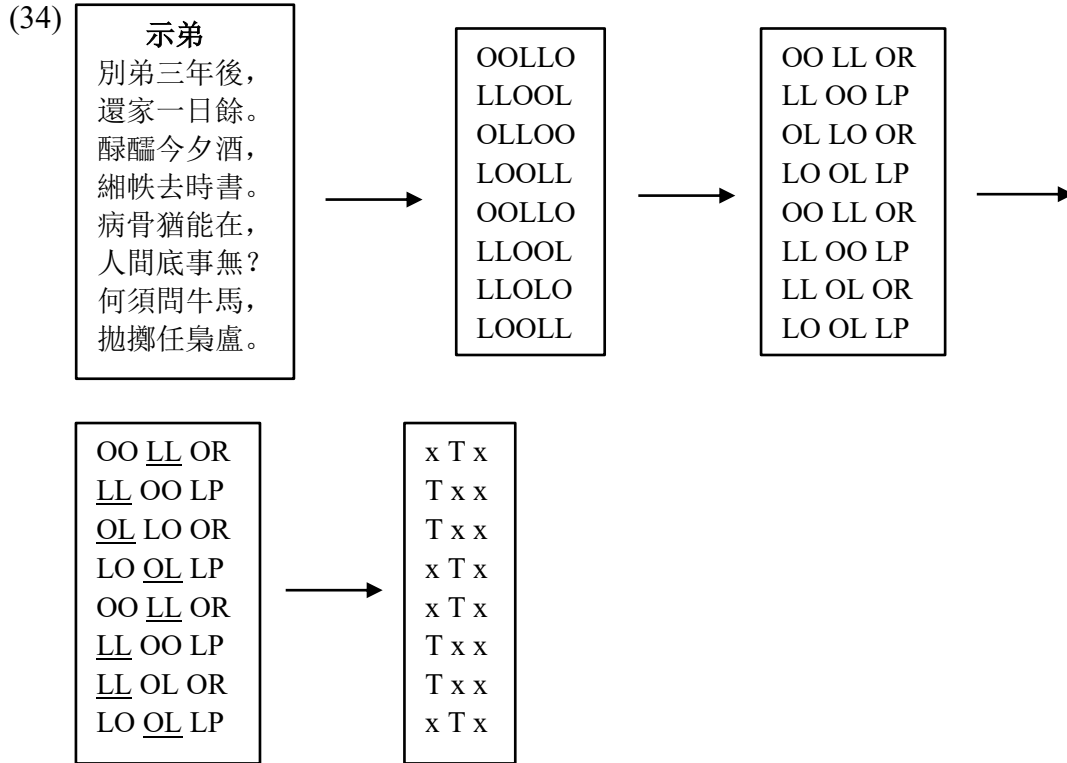 (34)
示弟
別弟三年後，
還家一日餘。
醁醽今夕酒，
緗帙去時書。
病骨猶能在，
人間底事無？
何須問牛馬，
拋擲任梟盧。
OOLLO
LLOOL
OLLOO
LOOLL
OOLLO
LLOOL
LLOLO
LOOLL
OO LL OR
LL OO LP
OL LO OR
LO OL LP
OO LL OR
LL OO LP
LL OL OR
LO OL LP
OO LL OR
LL OO LP
OL LO OR
LO OL LP
OO LL OR
LL OO LP
LL OL OR
LO OL LP
x T x
T x x
T x x
x T x
x T x
T x x
T x x
x T x